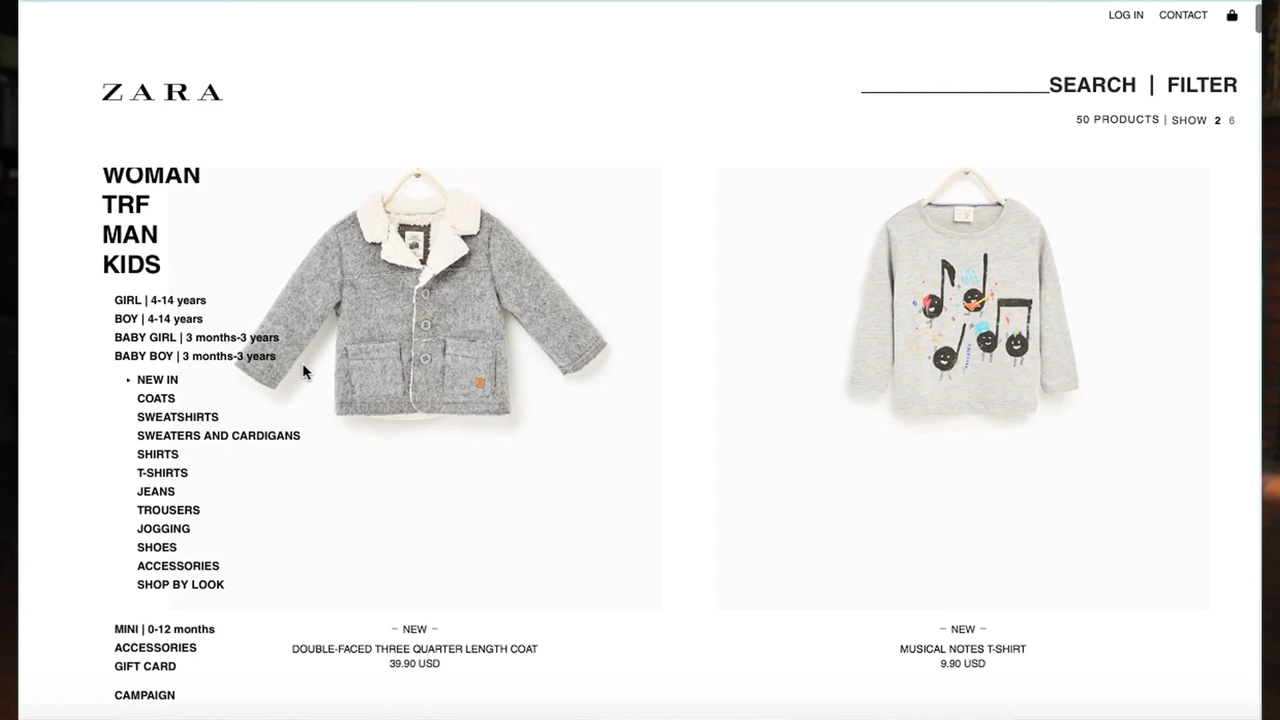 LOG IN CONTACT
ZARA
SEARCH | FILTER
50 PRODUCTS | SHOW 2 6
WOMAN
TRF
MAN
KIDS
GIRL | 4-14 years
BOY | 4-14 years
BABY GIRL | 3 months-3 years
BABY BOY | 3 months-3 years
NEW IN
COATS
SWEATSHIRTS
SWEATERS AND CARDIGANS
SHIRTS
T-SHIRTS
JEANS
TROUSERS
JOGGING
SHOES
ACCESSORIES
SHOP BY LOOK
MINI | 0-12 months
ACCESSORIES
GIFT CARD
CAMPAIGN
– NEW –
DOUBLE-FACED THREE QUARTER LENGTH COAT
39.90 USD
– NEW –
MUSICAL NOTES T-SHIRT
9.90 USD